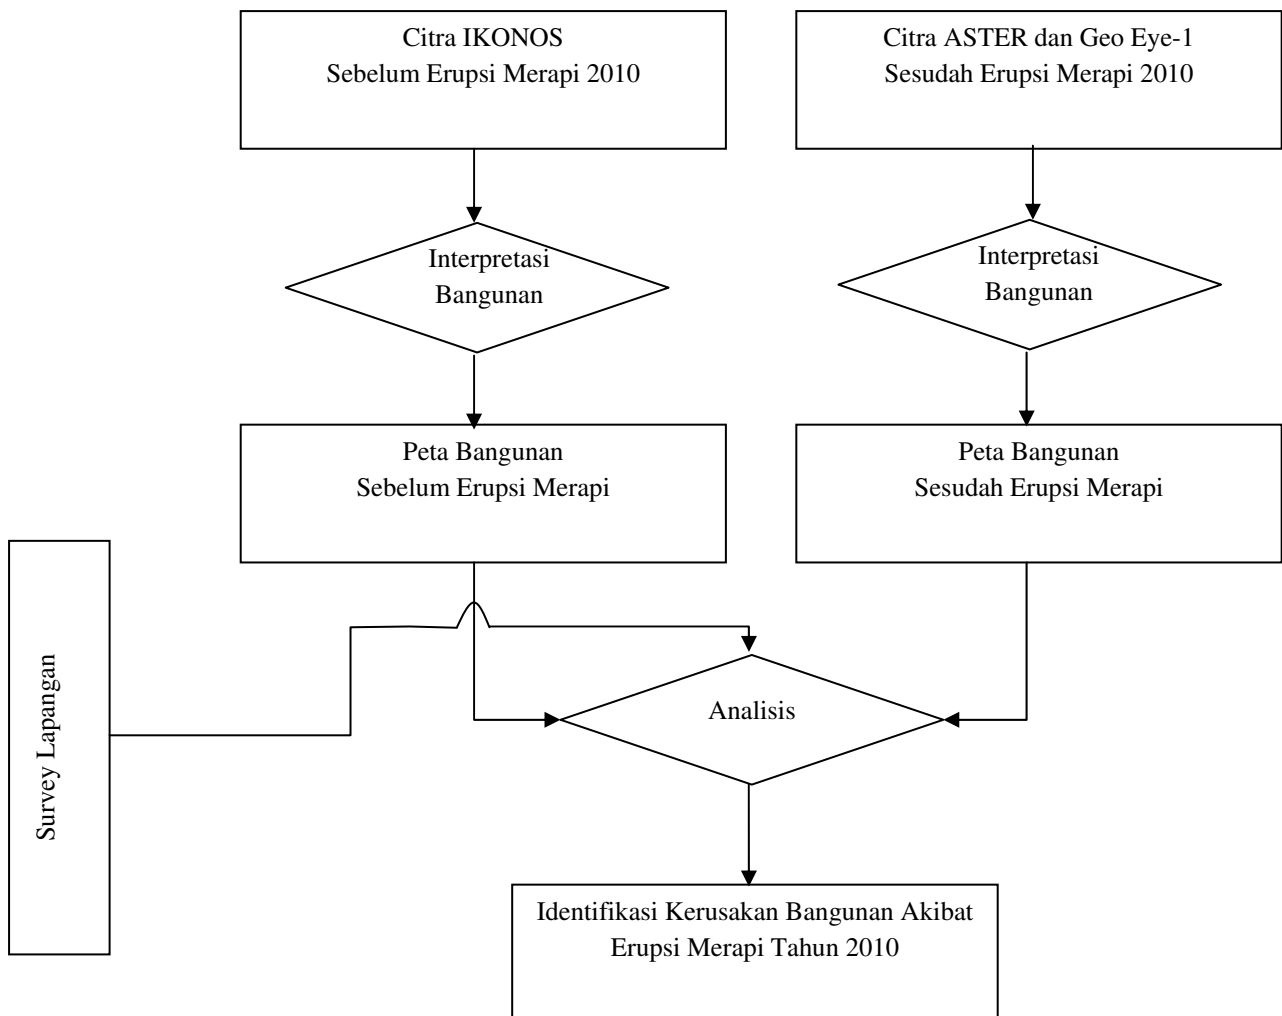 Citra IKONOS
Sebelum Erupsi Merapi 2010
Citra ASTER dan Geo Eye-1
Sesudah Erupsi Merapi 2010
Interpretasi
Bangunan
Interpretasi
Bangunan
Peta Bangunan
Sebelum Erupsi Merapi
Peta Bangunan
Sesudah Erupsi Merapi
Survey Lapangan
Analisis
Identifikasi Kerusakan Bangunan Akibat
Erupsi Merapi Tahun 2010